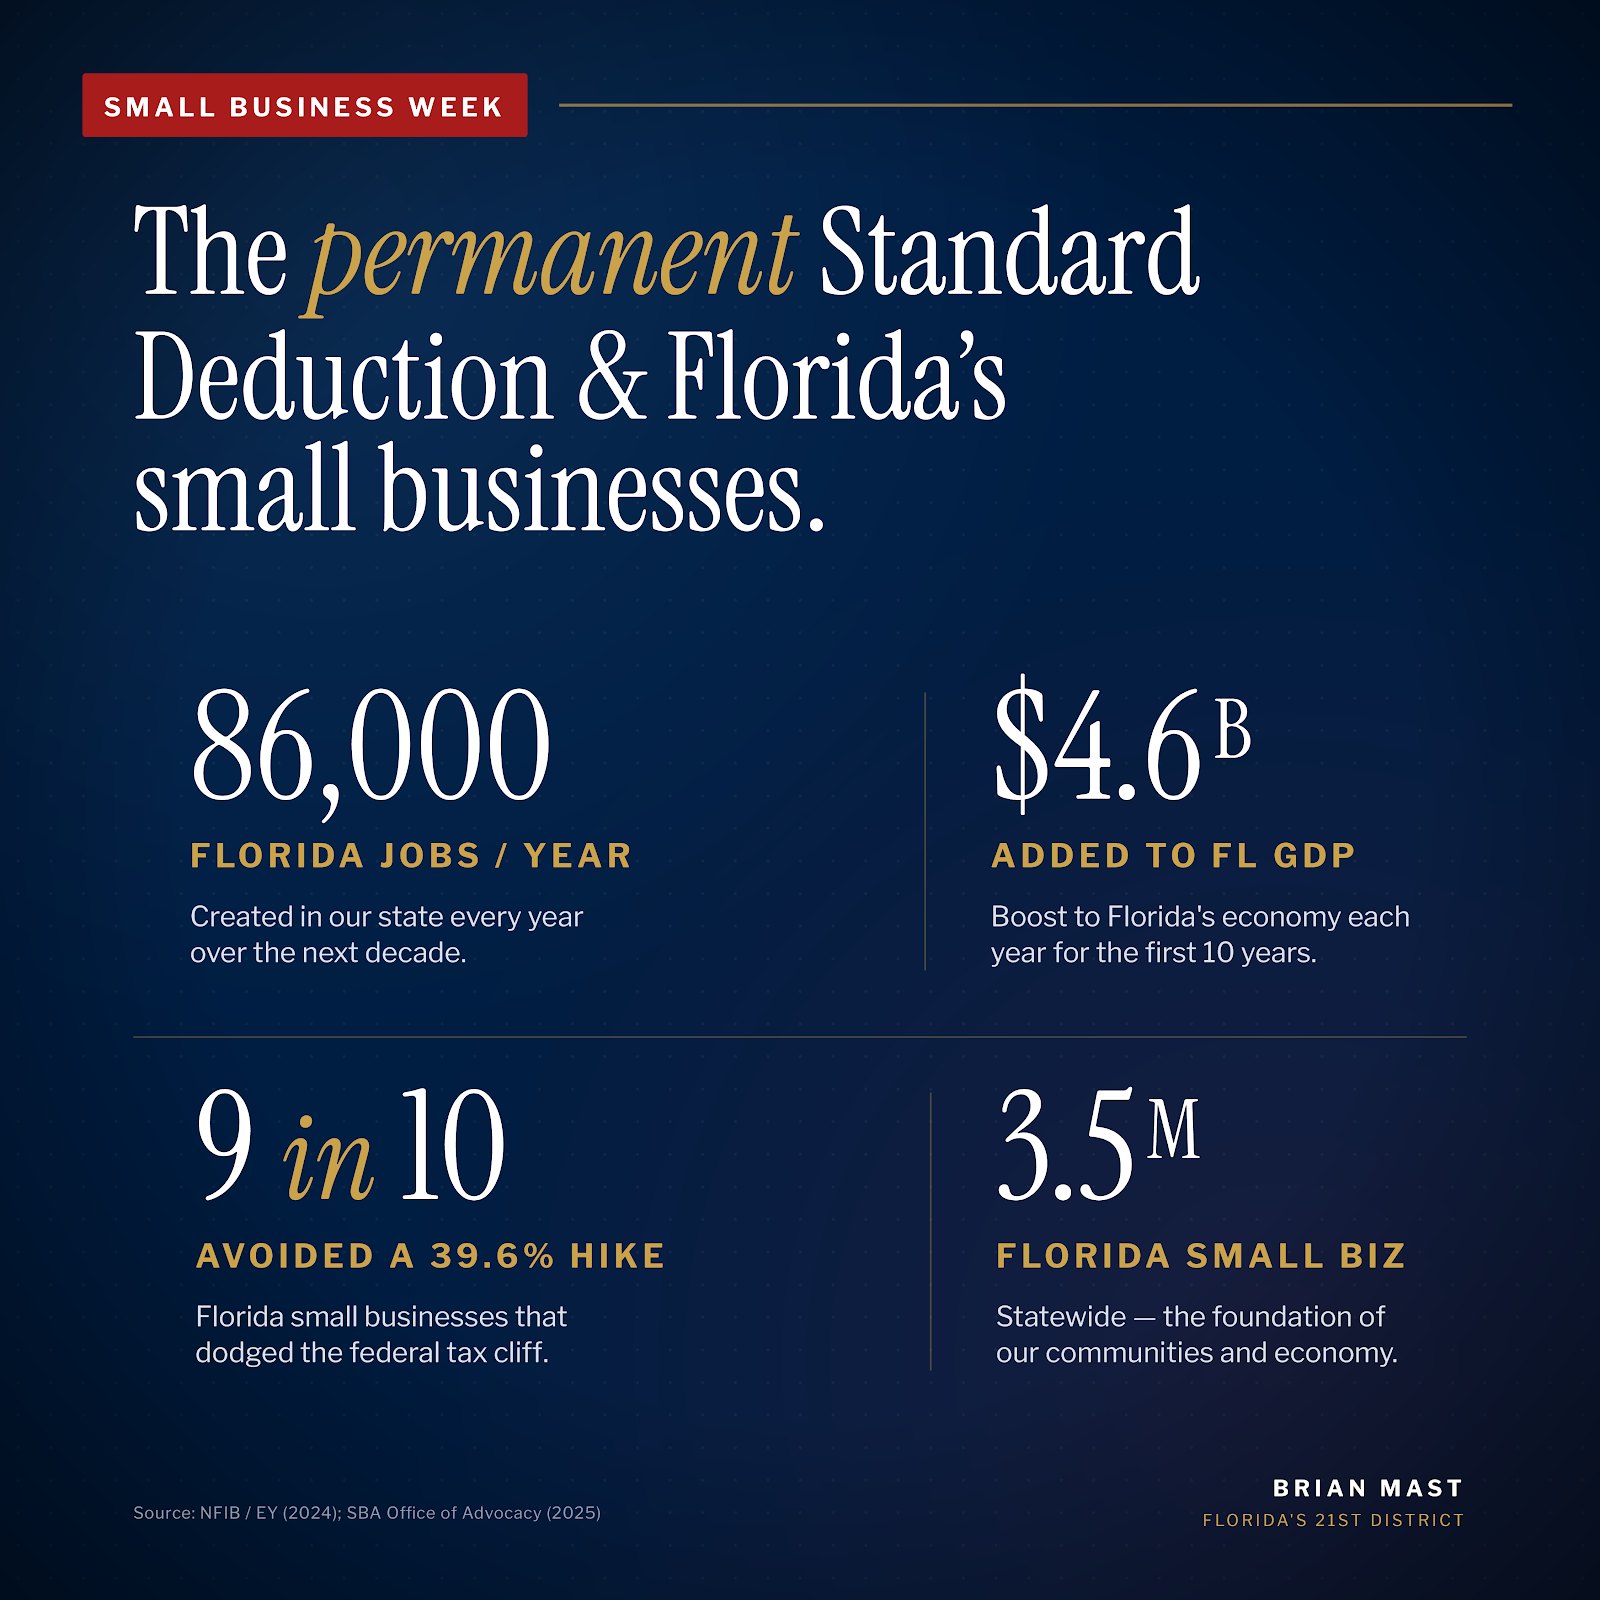 SMALL BUSINESS WEEK
The permanent Standard
Deduction & Florida’s
small businesses.
86,000
FLORIDA JOBS / YEAR
Created in our state every year
over the next decade.
$4.6B
ADDED TO FL GDP
Boost to Florida's economy each
year for the first 10 years.
9 in 10
AVOIDED A 39.6% HIKE
Florida small businesses that
dodged the federal tax cliff.
3.5M
FLORIDA SMALL BIZ
Statewide — the foundation of
our communities and economy.
Source: NFIB / EY (2024); SBA Office of Advocacy (2025)
BRIAN MAST
FLORIDA'S 21ST DISTRICT